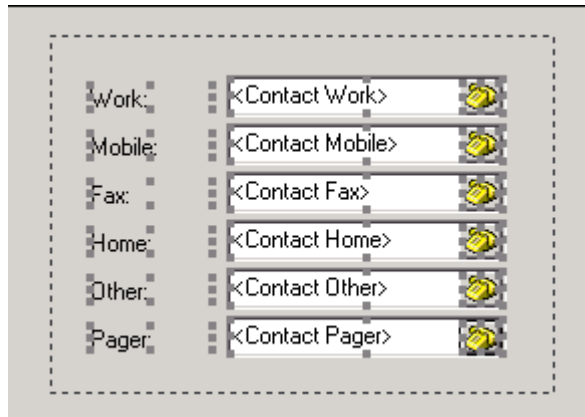 Work: <Contact Work>
Mobile: <Contact Mobile>
Fax: <Contact Fax>
Home: <Contact Home>
Other: <Contact Other>
Pager: <Contact Pager>